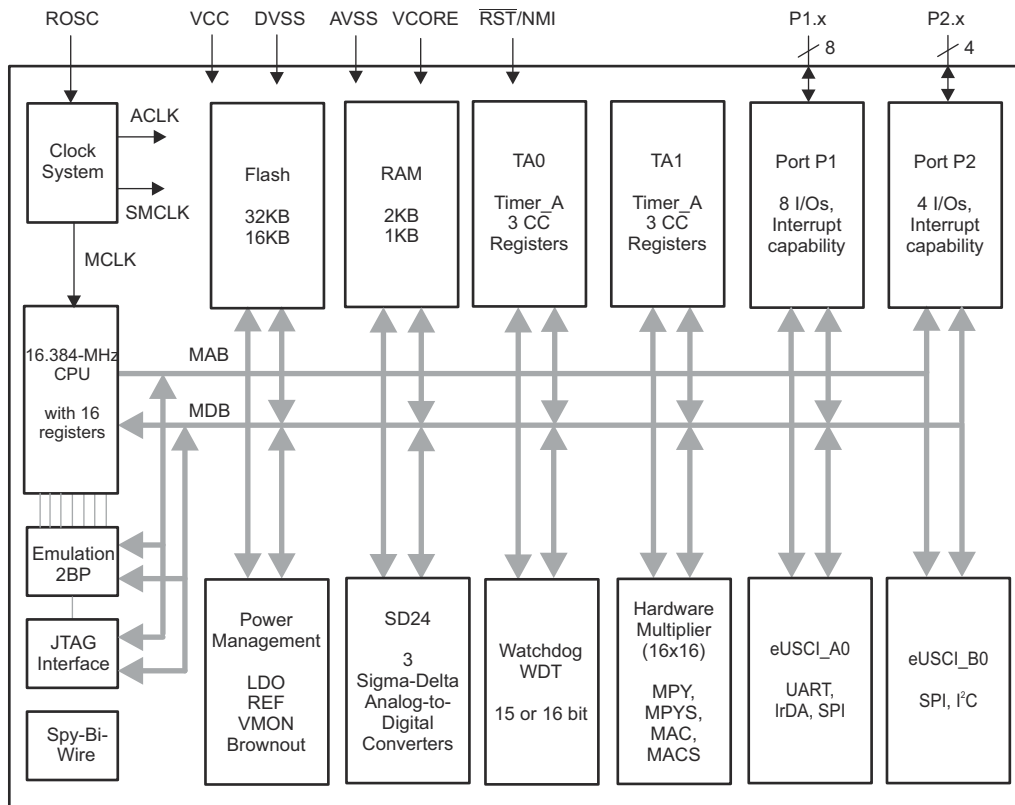 ROSC
VCC
DVSS
AVSS
VCORE
RST/NMI
P1.x
P2.x
8
4
Clock
System
ACLK
SMCLK
MCLK
Flash
32KB
16KB
RAM
2KB
1KB
TA0
Timer_A
3 CC
Registers
TA1
Timer_A
3 CC
Registers
Port P1
8 I/Os,
Interrupt
capability
Port P2
4 I/Os,
Interrupt
capability
16.384-MHz
CPU
with 16
registers
MAB
MDB
Emulation
2BP
JTAG
Interface
Spy-Bi-
Wire
Power
Management
LDO
REF
VMON
Brownout
SD24
3
Sigma-Delta
Analog-to-
Digital
Converters
Watchdog
WDT
15 or 16 bit
Hardware
Multiplier
(16x16)
MPY,
MPYS,
MAC,
MACS
eUSCI_A0
UART,
IrDA, SPI
eUSCI_B0
SPI, I²C